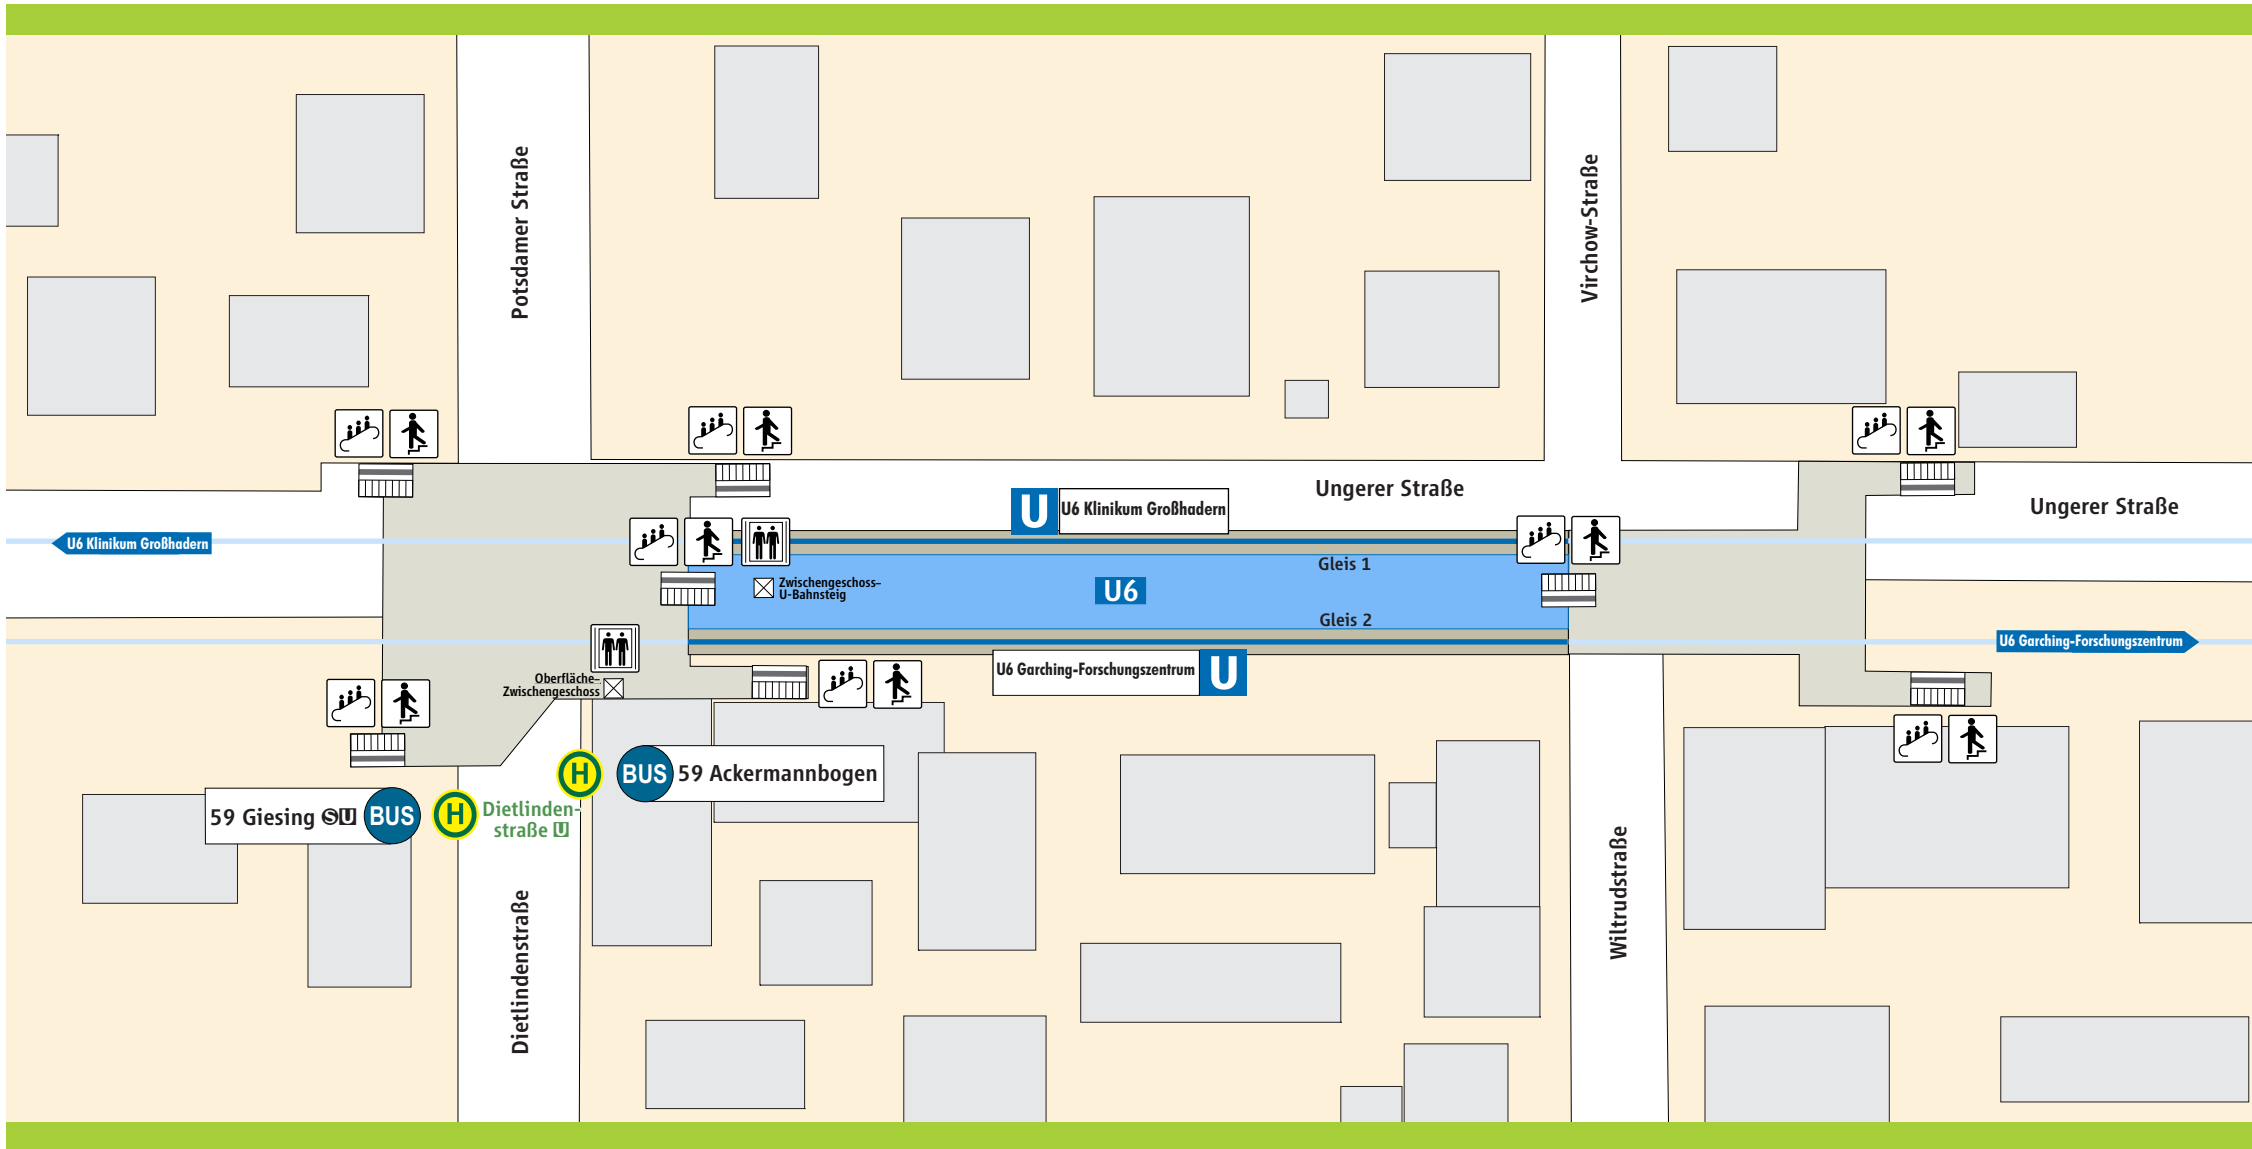 Potsdamer Straße
Virchow-Straße
Ungerer Straße
Ungerer Straße
U U6 Klinikum Großhadern
U6 Klinikum Großhadern
Gleis 1
Zwischengeschoss–
U-Bahnsteig
U6
Gleis 2
U6 Garching-Forschungszentrum
U6 Garching-Forschungszentrum U
Oberfläche–
Zwischengeschoss
H
BUS 59 Ackermannbogen
59 Giesing S U BUS
H
Dietlinden-
straße U
Dietlindenstraße
Wiltrudstraße